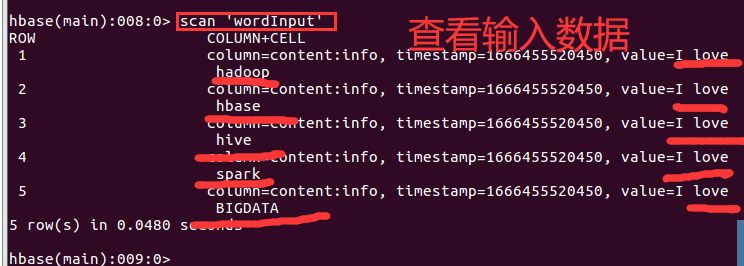 hbase(main):008:0> scan 'wordInput'
查看输入数据
ROW COLUMN+CELL
1 column=content:info, timestamp=1666455520450, value=I love
hadoop
2 column=content:info, timestamp=1666455520450, value=I love
hbase
3 column=content:info, timestamp=1666455520450, value=I love
hive
4 column=content:info, timestamp=1666455520450, value=I love
spark
5 column=content:info, timestamp=1666455520450, value=I love
BIGDATA
5 row(s) in 0.0480 seconds
hbase(main):009:0>